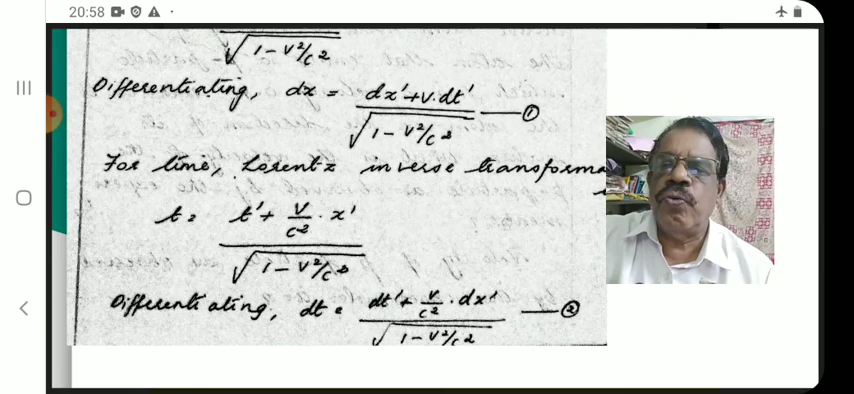 20:58
√1 - V²/c²
Differentiating, dx = dx' + v.dt' / √1 - V²/c² —①
For time, Lorentz inverse transforma
t = t' + V/c² · x' / √1 - V²/c²
Differentiating, dt = dt' + V/c² · dx' / √1 - V²/c² —②